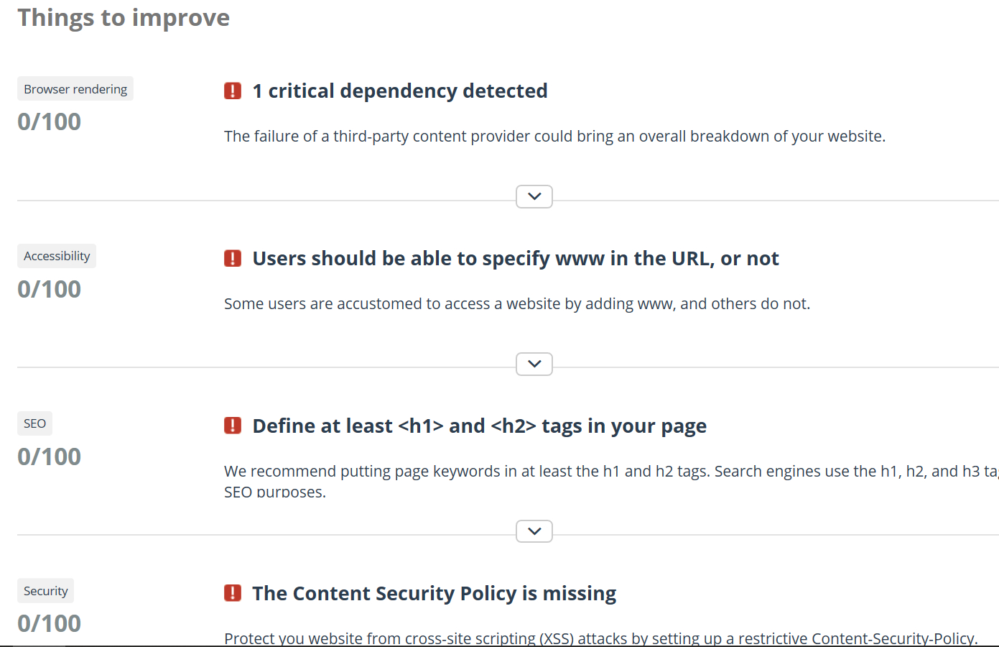 Things to improve
Browser rendering
0/100
1 critical dependency detected
The failure of a third-party content provider could bring an overall breakdown of your website.
Accessibility
0/100
Users should be able to specify www in the URL, or not
Some users are accustomed to access a website by adding www, and others do not.
SEO
0/100
Define at least <h1> and <h2> tags in your page
We recommend putting page keywords in at least the h1 and h2 tags. Search engines use the h1, h2, and h3
SEO purposes.
Security
0/100
The Content Security Policy is missing
Protect you website from cross-site scripting (XSS) attacks by setting up a restrictive Content-Security-Policy.